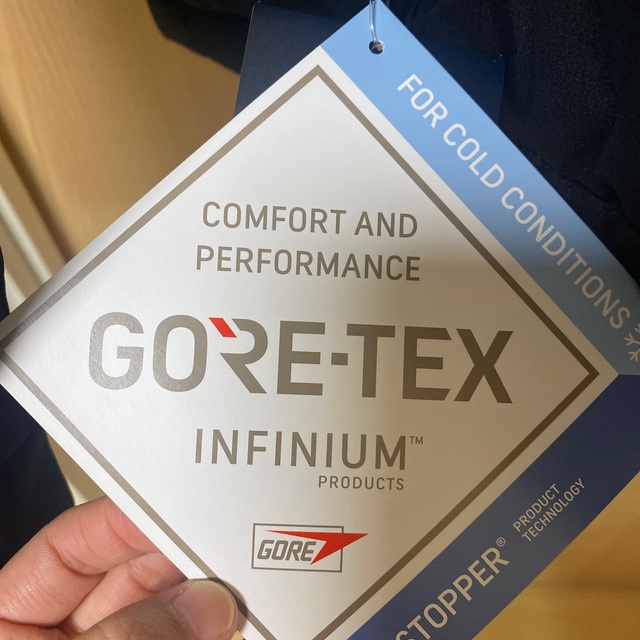 FOR COLD CONDITIONS
COMFORT AND
PERFORMANCE
GORE-TEX
INFINIUM™
PRODUCTS
GORE
STOPPER®
PRODUCT
TECHNOLOGY